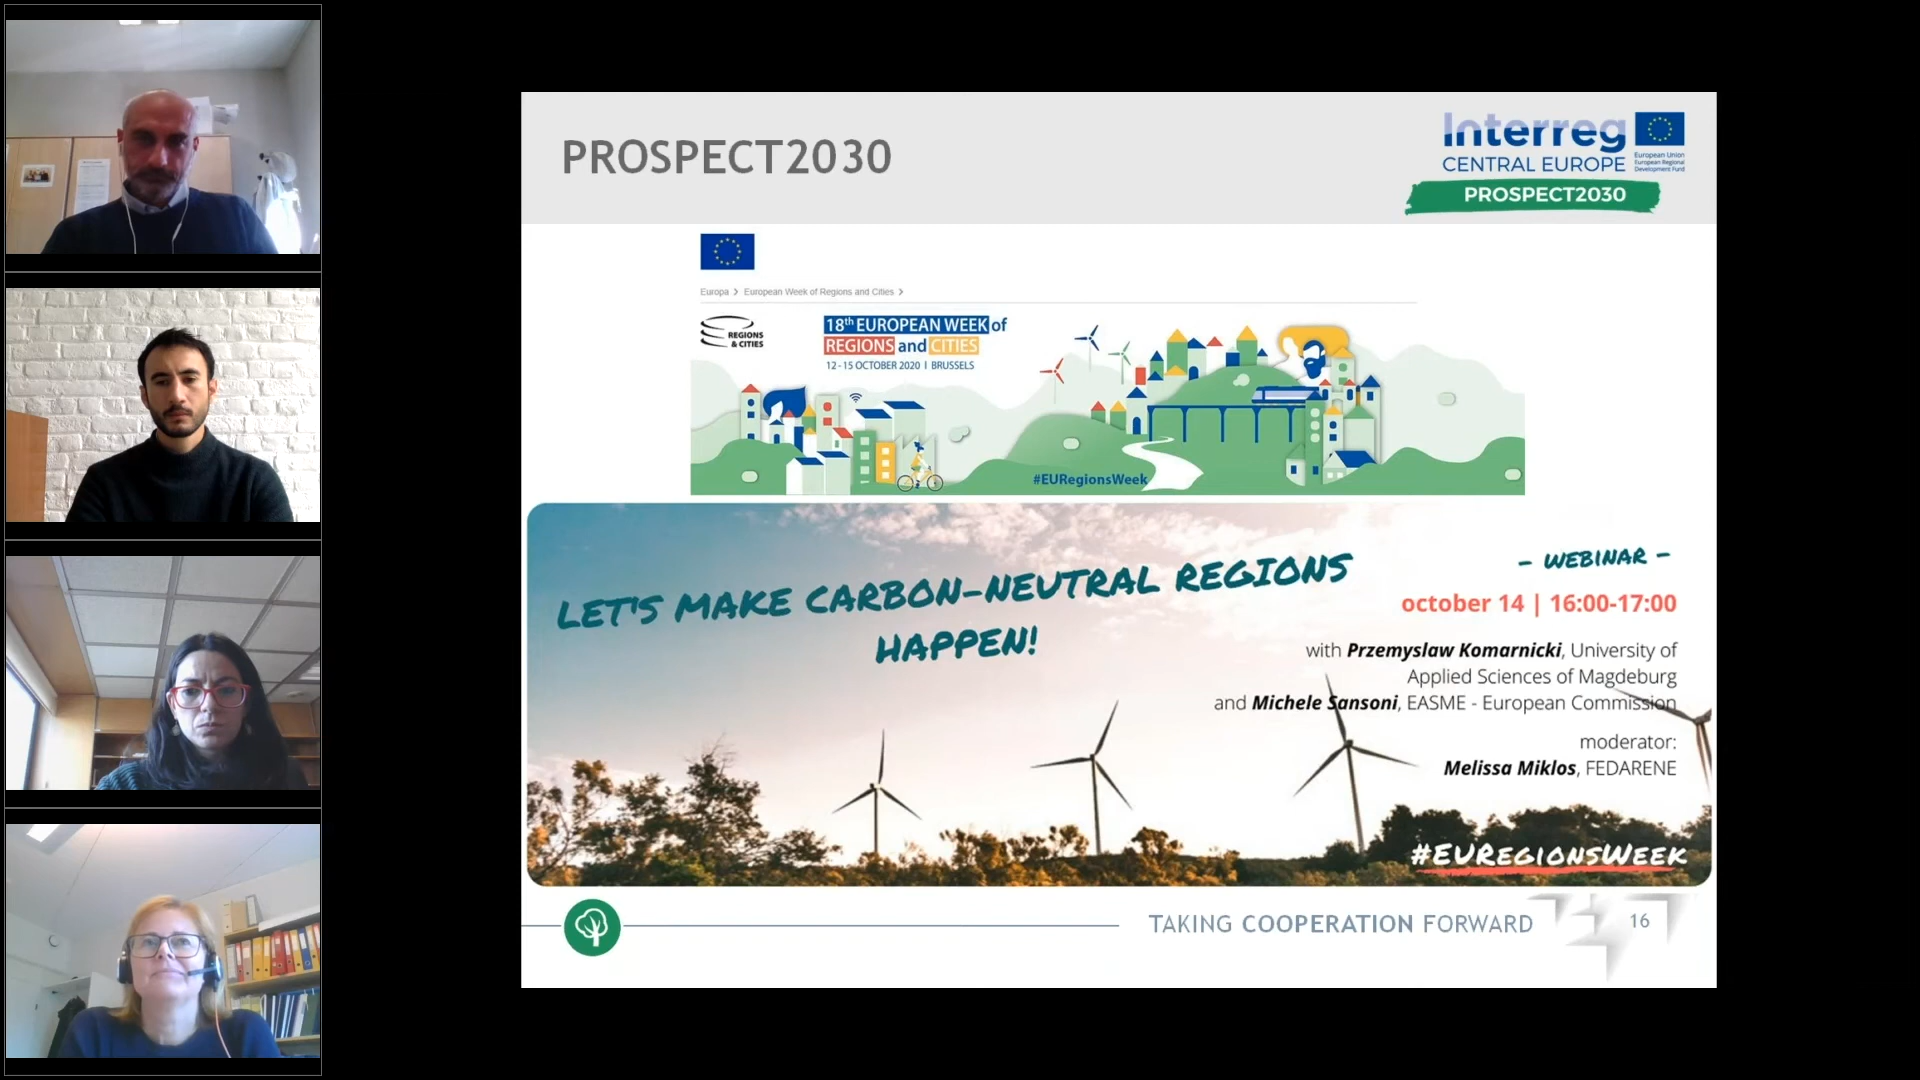 PROSPECT2030
Interreg
CENTRAL EUROPE
European Union
European Regional
Development Fund
PROSPECT2030
Europa > European Week of Regions and Cities >
REGIONS
& CITIES
18th EUROPEAN WEEK of
REGIONS and CITIES
12 - 15 OCTOBER 2020 | BRUSSELS
#EURegionsWeek
LET'S MAKE CARBON-NEUTRAL REGIONS
HAPPEN!
- WEBINAR -
october 14 | 16:00-17:00
with Przemyslaw Komarnicki, University of
Applied Sciences of Magdeburg
and Michele Sansoni, EASME - European Commission
moderator:
Melissa Miklos, FEDARENE
#EURegionsWeek
TAKING COOPERATION FORWARD
16